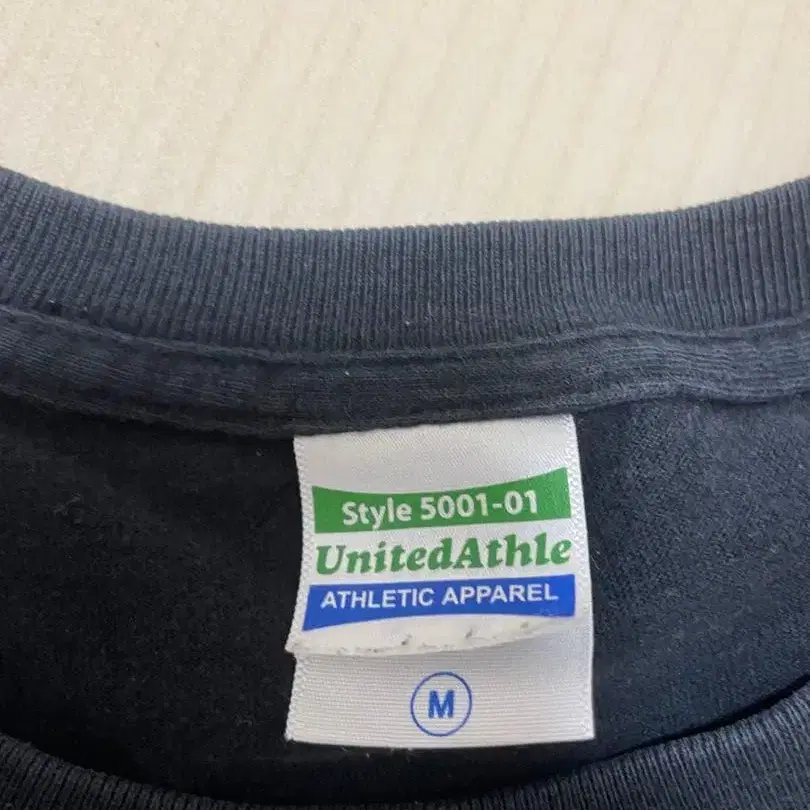 Style 5001-01
UnitedAthle
ATHLETIC APPAREL
M